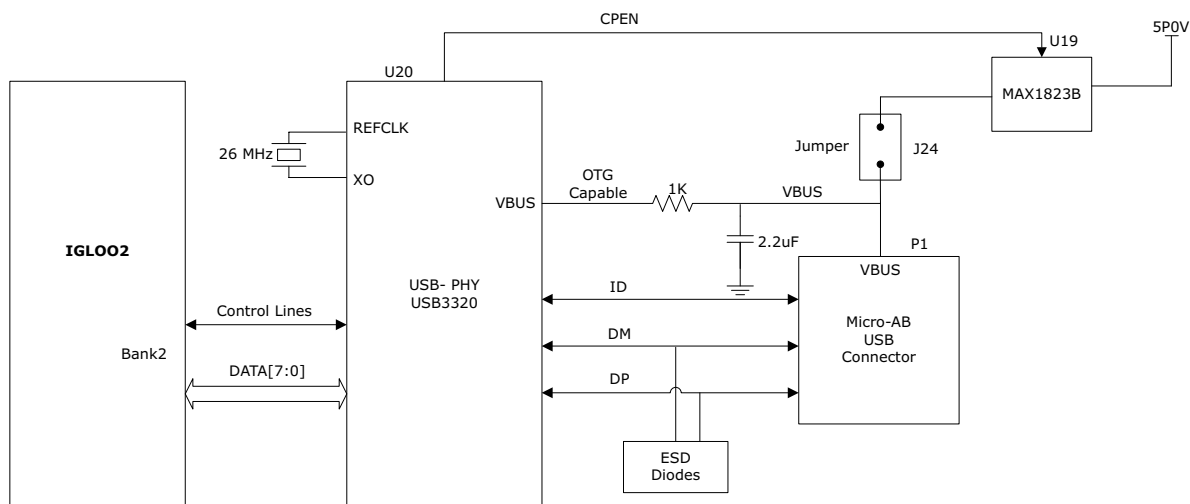 CPEN
5P0V
U19
U20
MAX1823B
REFCLK
26 MHz
Jumper
J24
XO
OTG
Capable
1K
VBUS
VBUS
2.2uF
P1
VBUS
IGLOO2
USB- PHY
USB3320
ID
Control Lines
Micro-AB
USB
Connector
DM
Bank2
DATA[7:0]
DP
ESD
Diodes